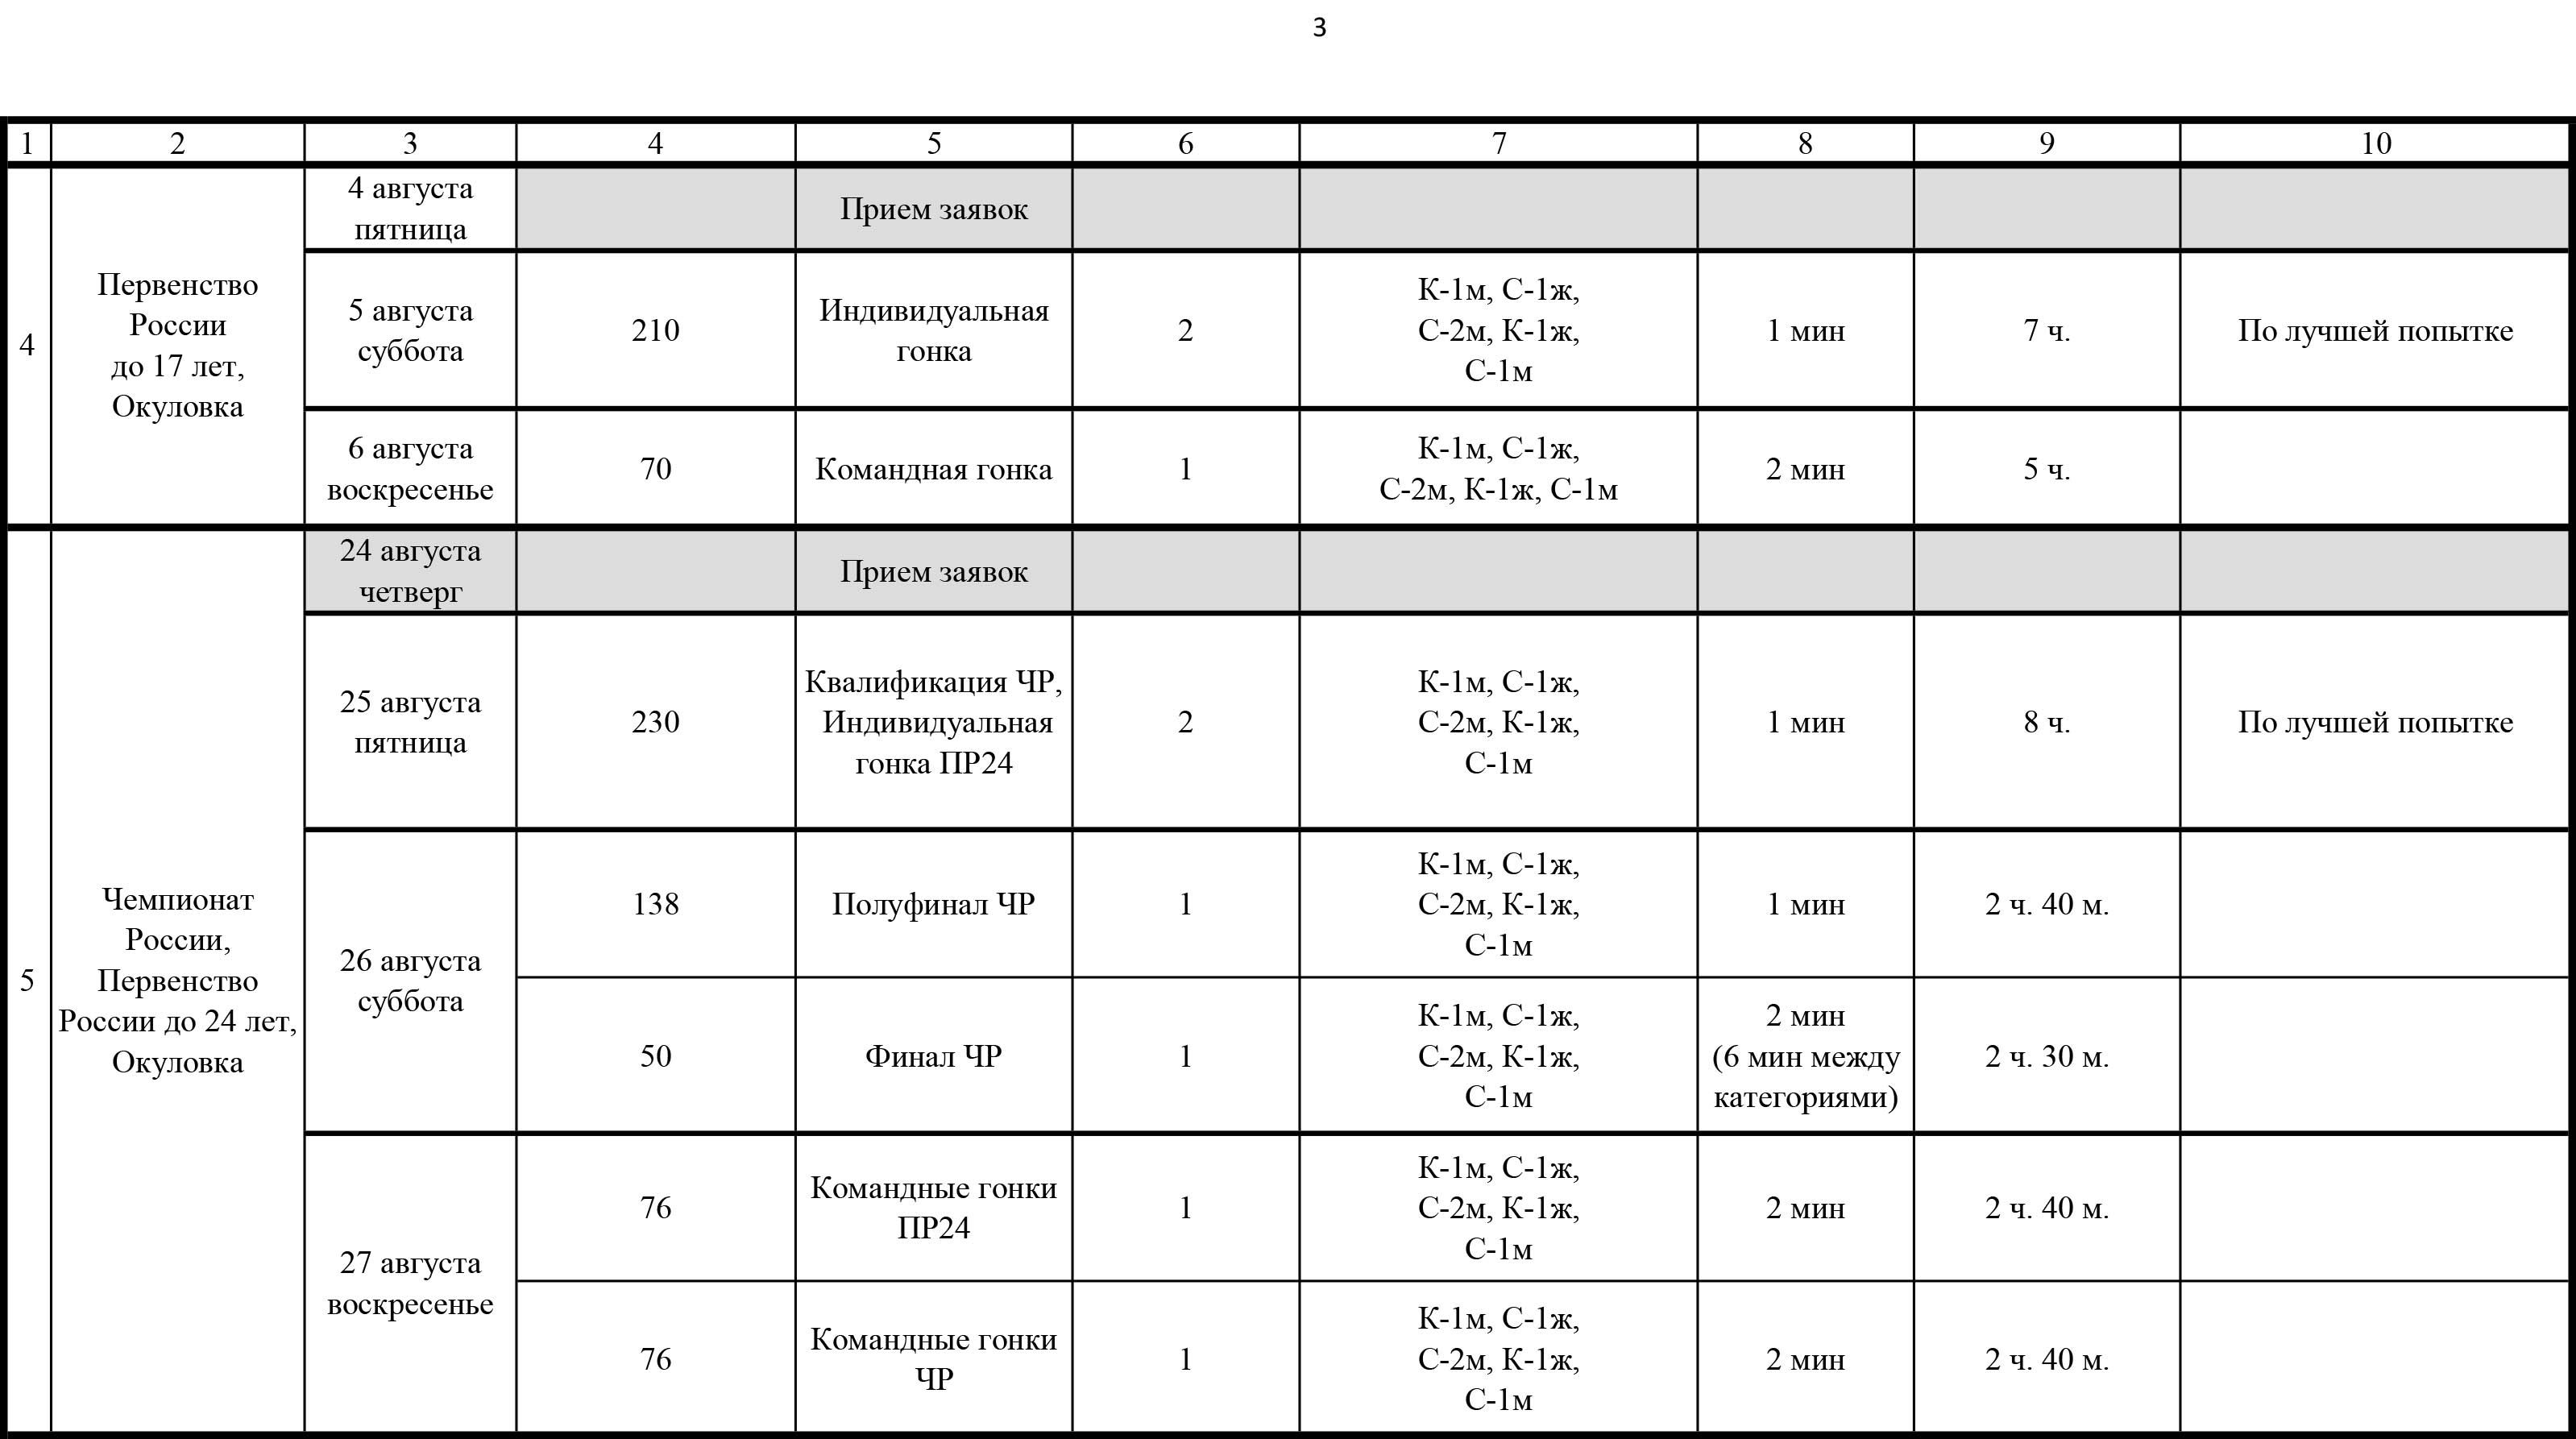 3
1 2 3 4 5 6 7 8 9 10
4
Первенство
России
до 17 лет,
Окуловка
4 августа
пятница
Прием заявок
5 августа
суббота
210
Индивидуальная
гонка
2
К-1м, С-1ж,
С-2м, К-1ж,
С-1м
1 мин
7 ч.
По лучшей попытке
6 августа
воскресенье
70
Командная гонка
1
К-1м, С-1ж,
С-2м, К-1ж, С-1м
2 мин
5 ч.
5
Чемпионат
России,
Первенство
России до 24 лет,
Окуловка
24 августа
четверг
Прием заявок
25 августа
пятница
230
Квалификация ЧР,
Индивидуальная
гонка ПР24
2
К-1м, С-1ж,
С-2м, К-1ж,
С-1м
1 мин
8 ч.
По лучшей попытке
26 августа
суббота
138
Полуфинал ЧР
1
К-1м, С-1ж,
С-2м, К-1ж,
С-1м
1 мин
2 ч. 40 м.
50
Финал ЧР
1
К-1м, С-1ж,
С-2м, К-1ж,
С-1м
2 мин
(6 мин между
категориями)
2 ч. 30 м.
27 августа
воскресенье
76
Командные гонки
ПР24
1
К-1м, С-1ж,
С-2м, К-1ж,
С-1м
2 мин
2 ч. 40 м.
76
Командные гонки
ЧР
1
К-1м, С-1ж,
С-2м, К-1ж,
С-1м
2 мин
2 ч. 40 м.